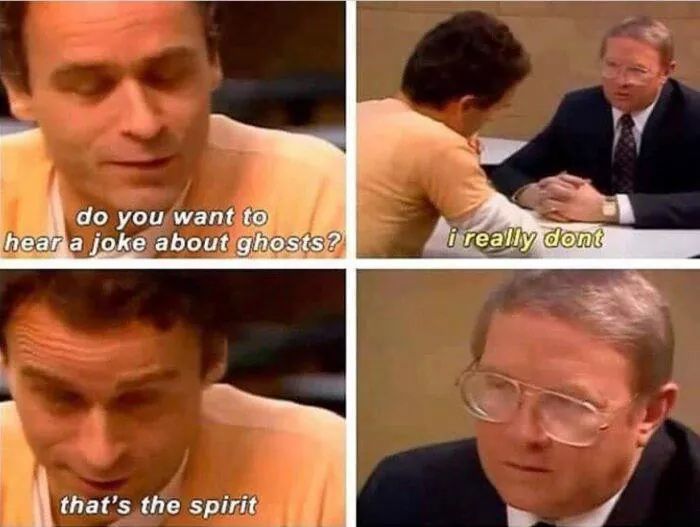 do you want to
hear a joke about ghosts?
i really dont
that's the spirit